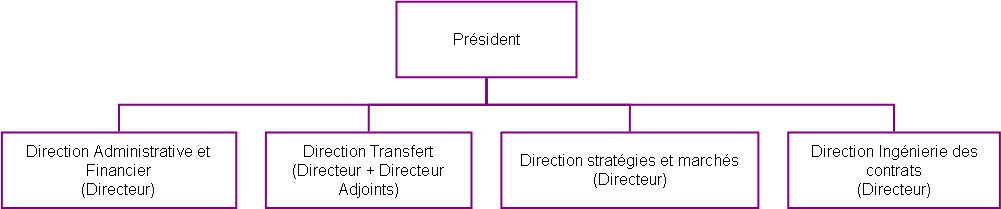 Président
Direction Administrative et
Financier
(Directeur)
Direction Transfert
(Directeur + Directeur
Adjoints)
Direction stratégies et marchés
(Directeur)
Direction Ingénierie des
contrats
(Directeur)